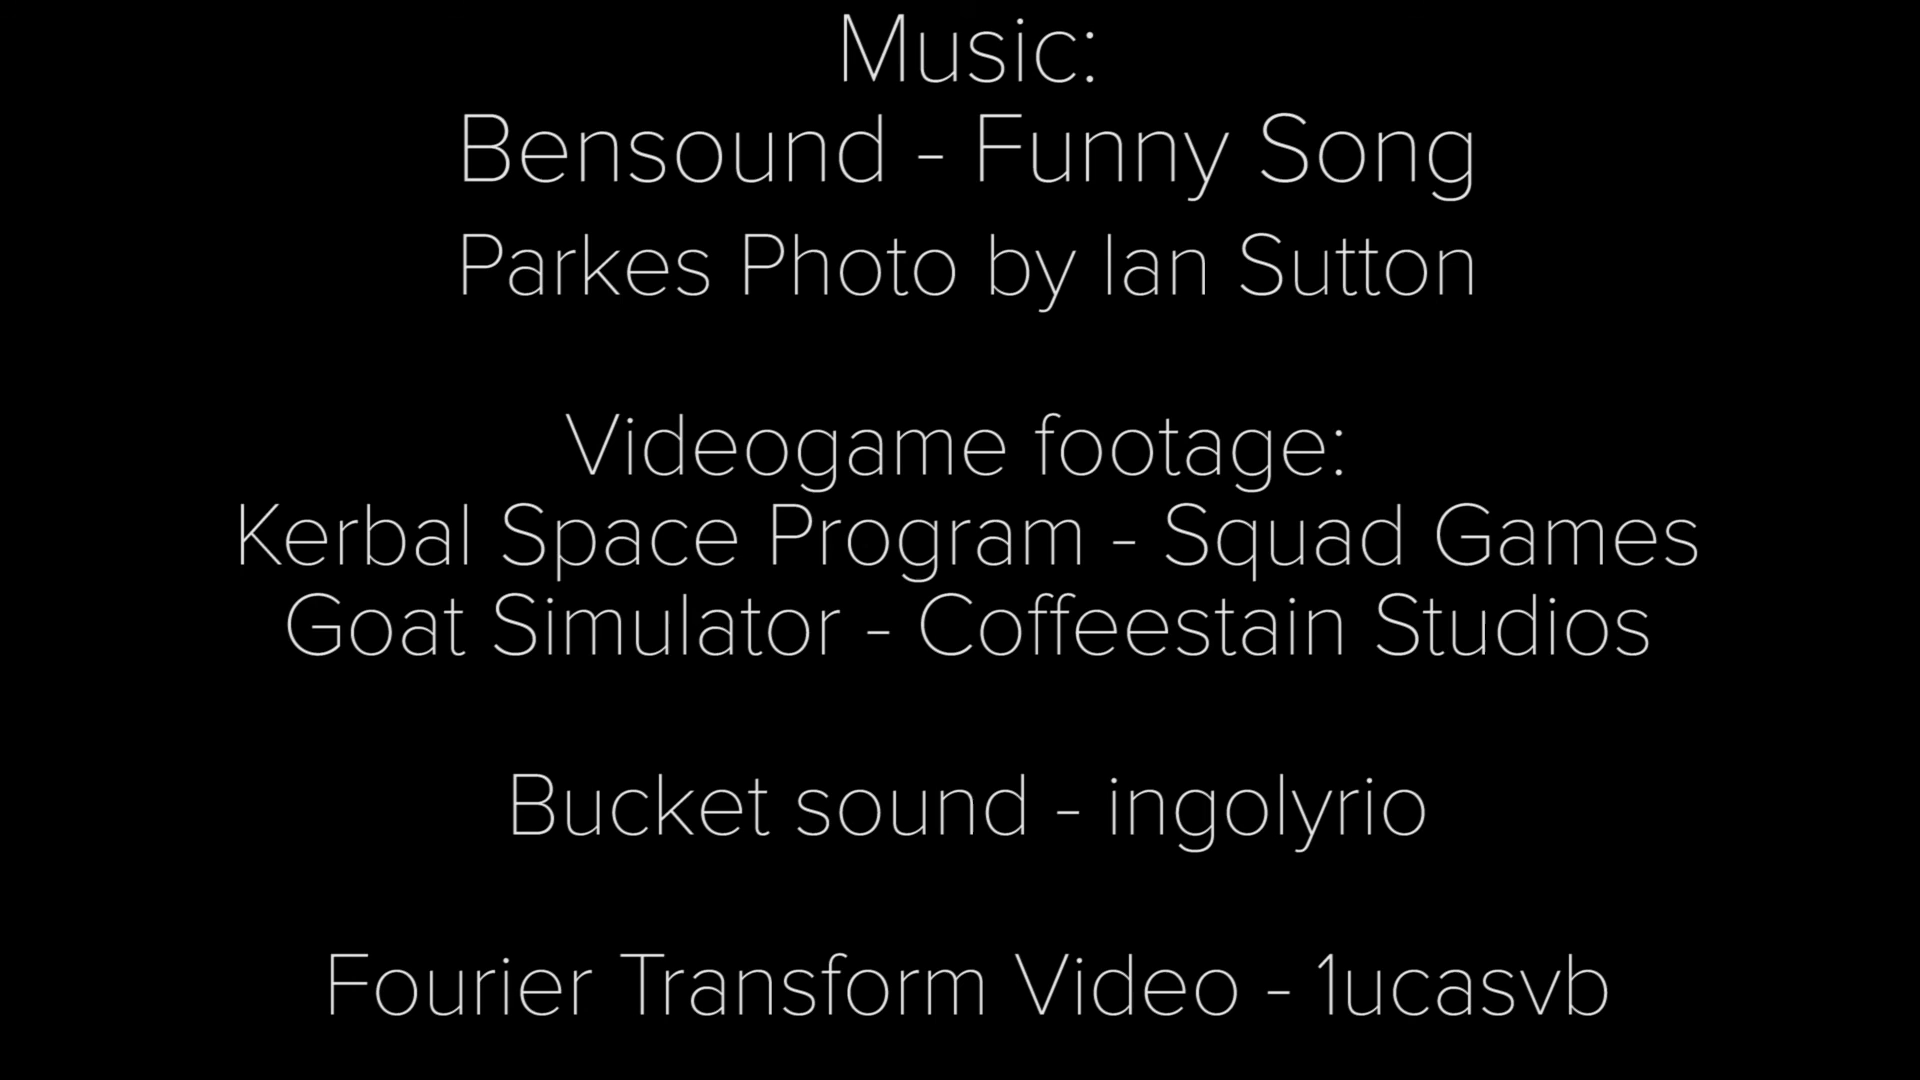 Music:
Bensound - Funny Song
Parkes Photo by Ian Sutton
Videogame footage:
Kerbal Space Program - Squad Games
Goat Simulator - Coffeestain Studios
Bucket sound - ingolyrio
Fourier Transform Video - 1ucasvb